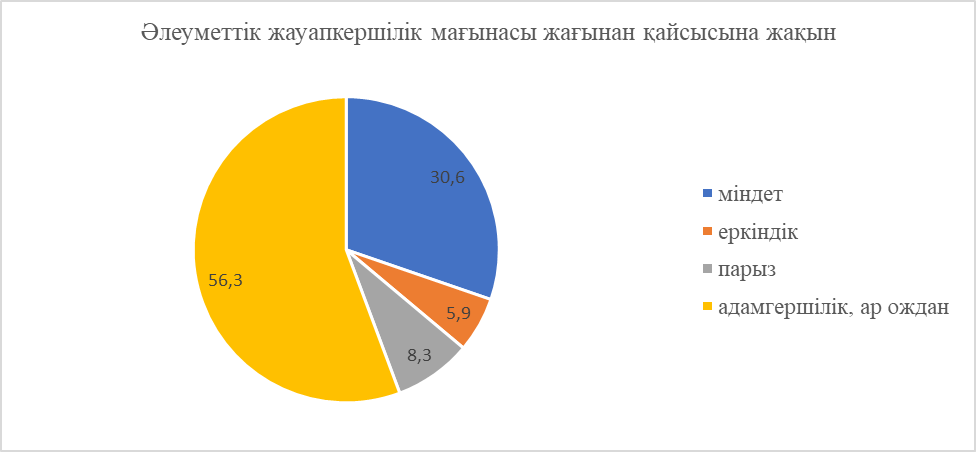 Әлеуметтік жауапкершілік мағынасы жағынан қайсысына жақын
30,6
5,9
8,3
56,3
міндет
еркіндік
парыз
адамгершілік, ар ождан